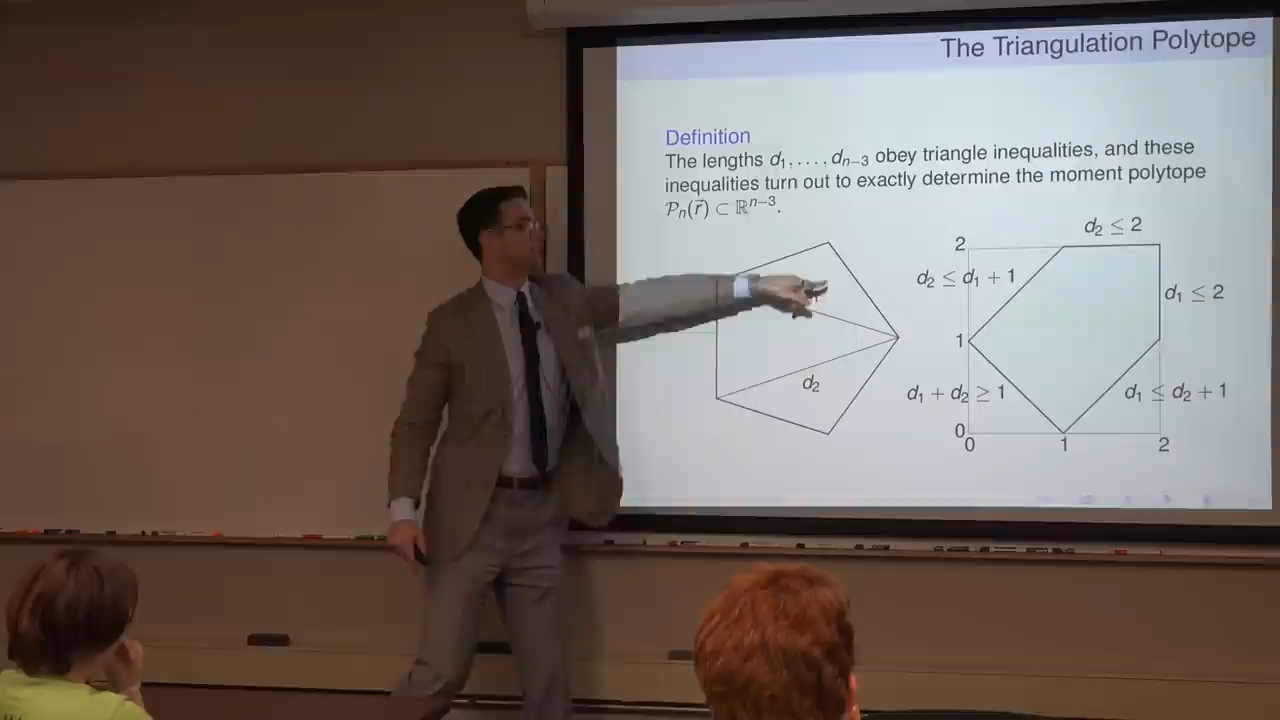 The Triangulation Polytope
Definition
The lengths d₁, . . . , dₙ₋₃ obey triangle inequalities, and these
inequalities turn out to exactly determine the moment polytope
𝒫ₙ(r⃗) ⊂ ℝⁿ⁻³.
d₂
d₂ ≤ 2
2
d₂ ≤ d₁ + 1
d₁ ≤ 2
1
d₁ + d₂ ≥ 1
d₁ ≤ d₂ + 1
0
0
1
2